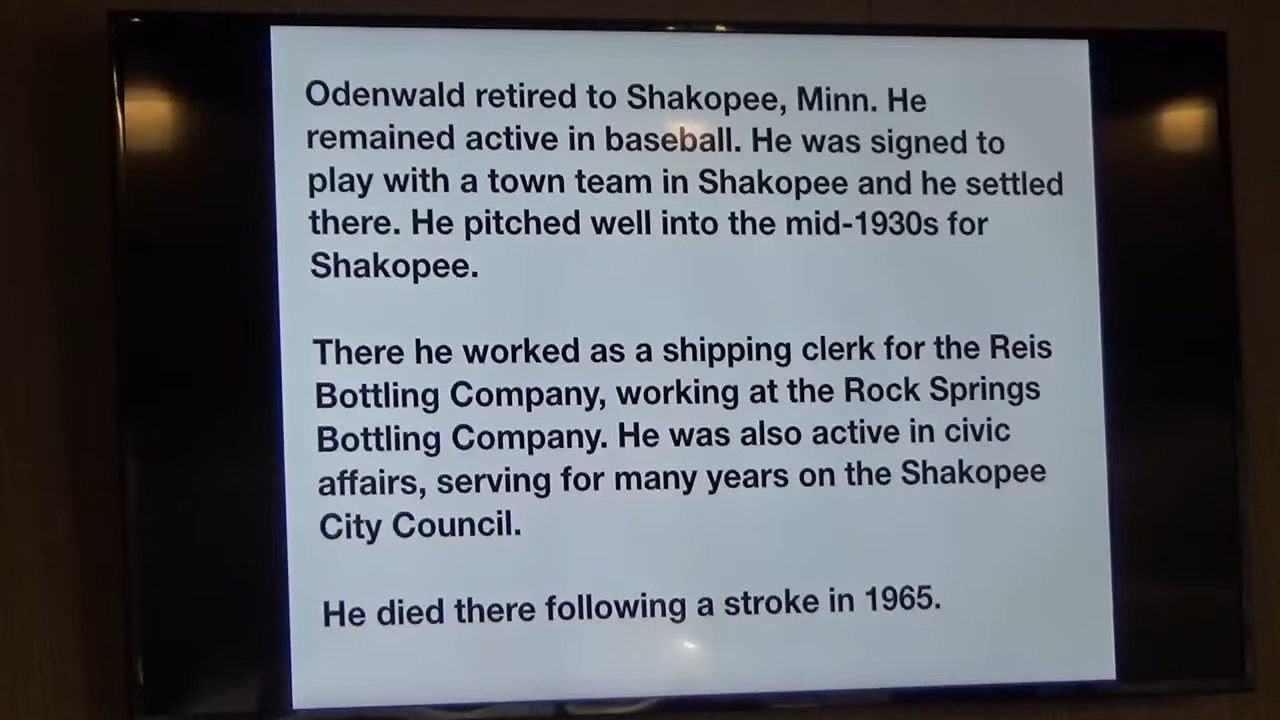 Odenwald retired to Shakopee, Minn. He
remained active in baseball. He was signed to
play with a town team in Shakopee and he settled
there. He pitched well into the mid-1930s for
Shakopee.
There he worked as a shipping clerk for the Reis
Bottling Company, working at the Rock Springs
Bottling Company. He was also active in civic
affairs, serving for many years on the Shakopee
City Council.
He died there following a stroke in 1965.